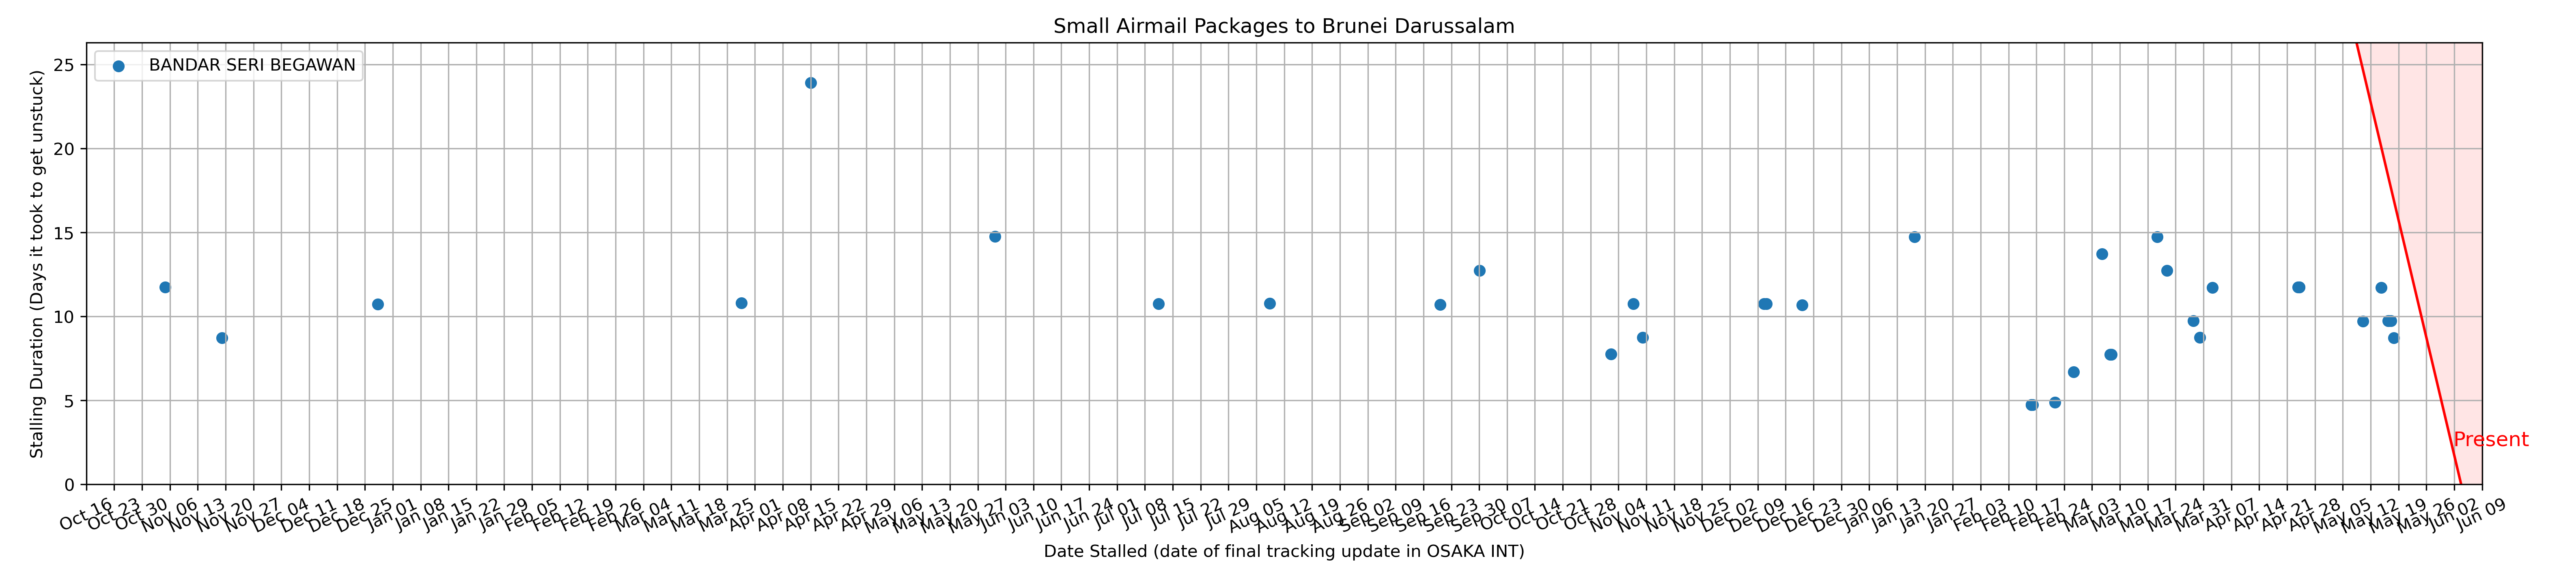 Small Airmail Packages to Brunei Darussalam
BANDAR SERI BEGAWAN
Stalling Duration (Days it took to get unstuck)
25
20
15
10
5
0
Present
Oct 16
Oct 23
Oct 30
Nov 06
Nov 13
Nov 20
Nov 27
Dec 04
Dec 11
Dec 18
Dec 25
Jan 01
Jan 08
Jan 15
Jan 22
Jan 29
Feb 05
Feb 12
Feb 19
Feb 26
Mar 04
Mar 11
Mar 18
Mar 25
Apr 01
Apr 08
Apr 15
Apr 22
Apr 29
May 06
May 13
May 20
May 27
Jun 03
Jun 10
Jun 17
Jun 24
Jul 01
Jul 08
Jul 15
Jul 22
Jul 29
Aug 05
Aug 12
Aug 19
Aug 26
Sep 02
Sep 09
Sep 16
Sep 23
Sep 30
Oct 07
Oct 14
Oct 21
Oct 28
Nov 04
Nov 11
Nov 18
Nov 25
Dec 02
Dec 09
Dec 16
Dec 23
Dec 30
Jan 06
Jan 13
Jan 20
Jan 27
Feb 03
Feb 10
Feb 17
Feb 24
Mar 03
Mar 10
Mar 17
Mar 24
Mar 31
Apr 07
Apr 14
Apr 21
Apr 28
May 05
May 12
May 19
May 26
Jun 02
Jun 09
Date Stalled (date of final tracking update in OSAKA INT)